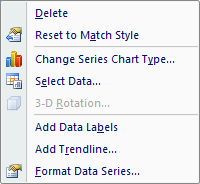 Delete
Reset to Match Style
Change Series Chart Type...
Select Data...
3-D Rotation...
Add Data Labels
Add Trendline...
Format Data Series...